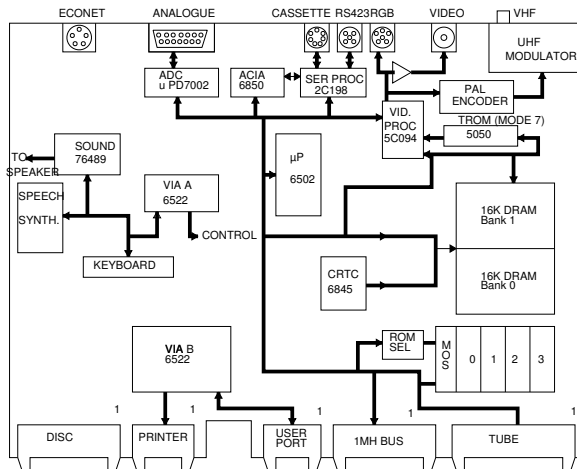 ECONET
ANALOGUE
CASSETTE RS423RGB
VIDEO
VHF
UHF
MODULATOR
ADC
u PD7002
ACIA
6850
SER PROC
2C198
PAL
ENCODER
VID.
PROC
5C094
TROM (MODE 7)
5050
SOUND
76489
TO
SPEAKER
SPEECH
SYNTH.
VIA A
6522
CONTROL
KEYBOARD
µP
6502
16K DRAM
Bank 1
16K DRAM
Bank 0
CRTC
6845
VIA B
6522
ROM
SEL
MOS
0
1
2
3
1
1
1
1
1
DISC
PRINTER
USER
PORT
1MH BUS
TUBE